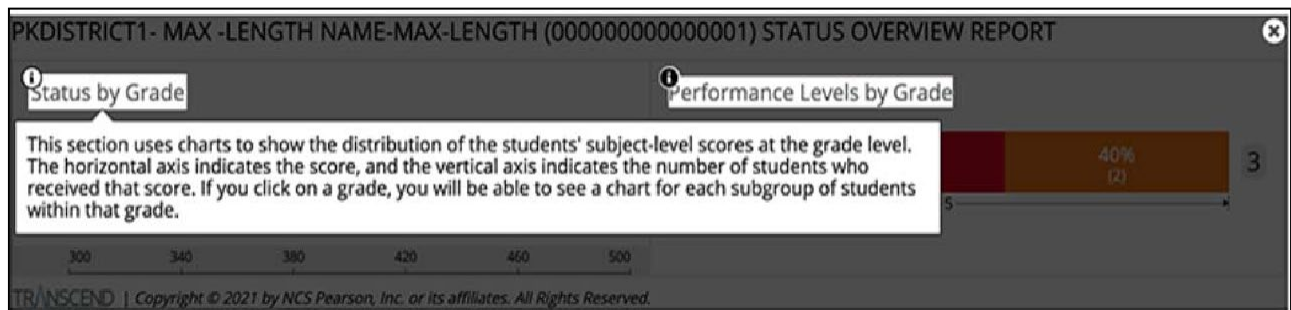 PKDISTRICT1- MAX -LENGTH NAME-MAX-LENGTH (000000000000001) STATUS OVERVIEW REPORT
Status by Grade
Performance Levels by Grade
This section uses charts to show the distribution of the students' subject-level scores at the grade level.
The horizontal axis indicates the score, and the vertical axis indicates the number of students who
received that score. If you click on a grade, you will be able to see a chart for each subgroup of students
within that grade.
40%
(2)
3
5
300 340 380 420 460 500
TRANSCEND | Copyright © 2021 by NCS Pearson, Inc. or its affiliates. All Rights Reserved.